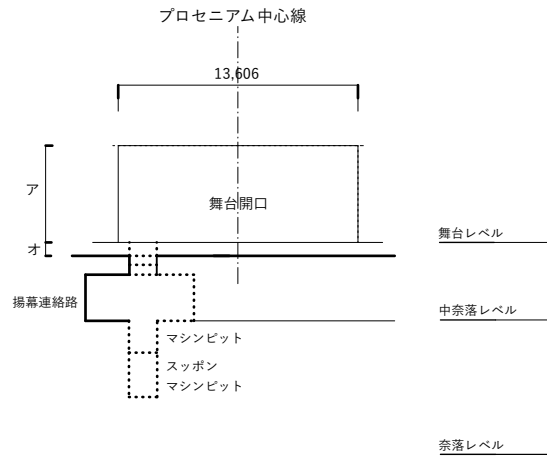 プロセニアム中心線
13,606
ア
舞台開口
舞台レベル
オ
揚幕連絡路
中奈落レベル
マシンピット
スッポン
マシンピット
奈落レベル